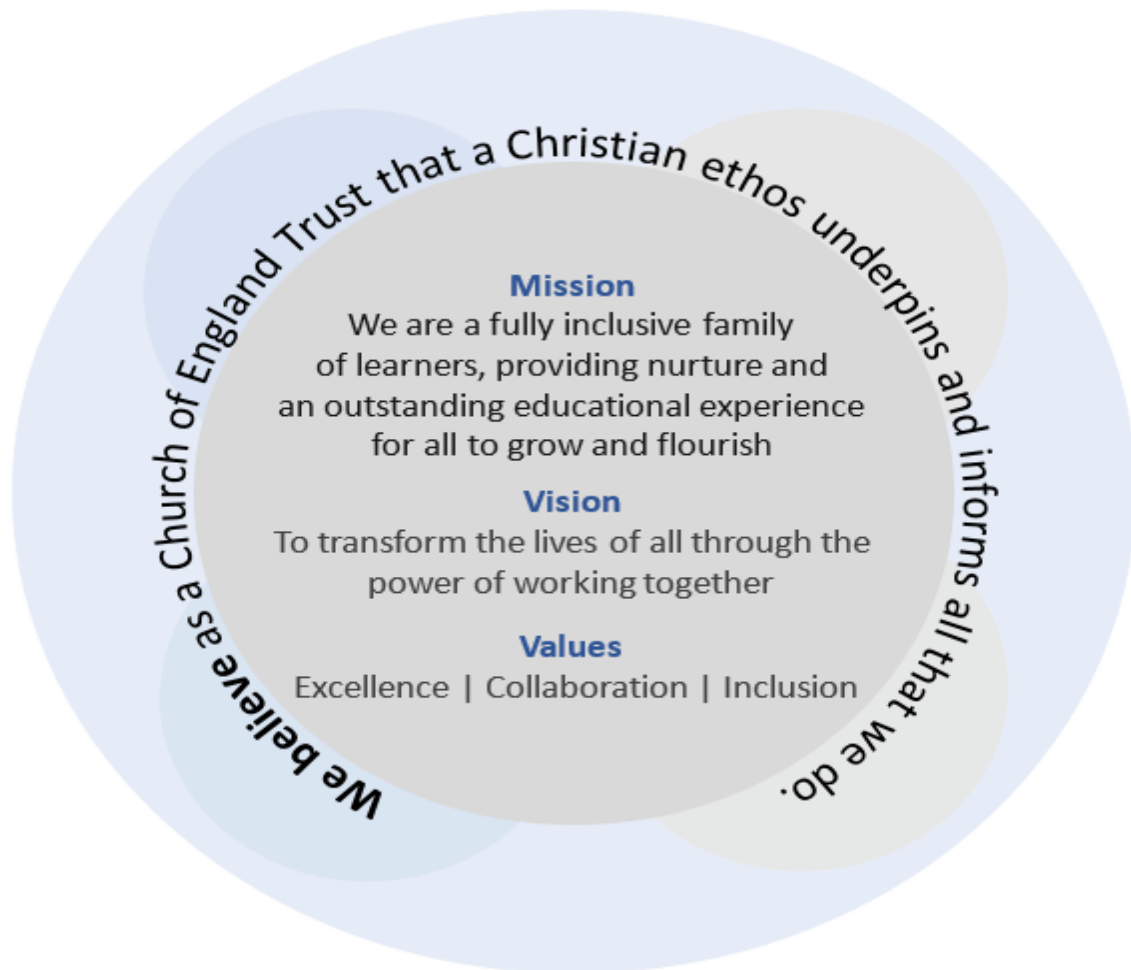 We believe as a Church of England Trust that a Christian ethos underpins and informs all that we do.
Mission
We are a fully inclusive family
of learners, providing nurture and
an outstanding educational experience
for all to grow and flourish
Vision
To transform the lives of all through the
power of working together
Values
Excellence | Collaboration | Inclusion